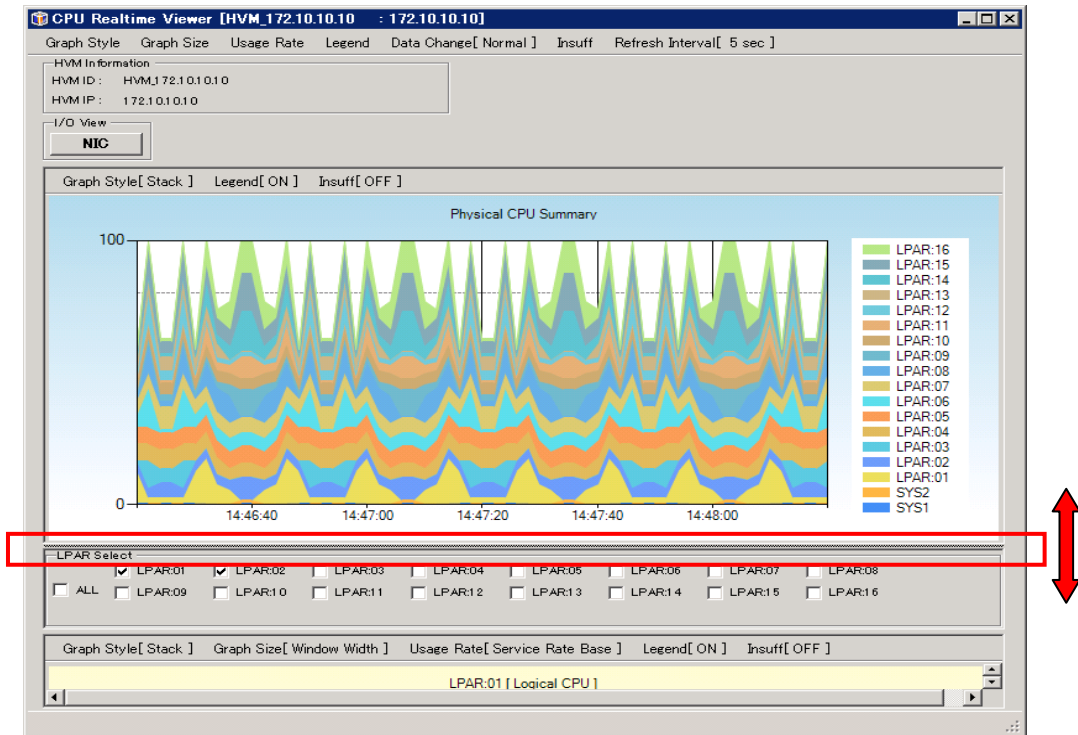 CPU Realtime Viewer [HVM_172.10.10.10 : 172.10.10.10]
Graph Style Graph Size Usage Rate Legend Data Change[ Normal ] Insuff Refresh Interval[ 5 sec ]
HVM Information
HVM ID : HVM_172.10.10.10
HVM IP : 172.10.10.10
I/O View
NIC
Graph Style[ Stack ] Legend[ ON ] Insuff[ OFF ]
Physical CPU Summary
100
0
14:46:40 14:47:00 14:47:20 14:47:40 14:48:00
LPAR:16
LPAR:15
LPAR:14
LPAR:13
LPAR:12
LPAR:11
LPAR:10
LPAR:09
LPAR:08
LPAR:07
LPAR:06
LPAR:05
LPAR:04
LPAR:03
LPAR:02
LPAR:01
SYS2
SYS1
LPAR Select
LPAR:01 LPAR:02 LPAR:03 LPAR:04 LPAR:05 LPAR:06 LPAR:07 LPAR:08
ALL LPAR:09 LPAR:10 LPAR:11 LPAR:12 LPAR:13 LPAR:14 LPAR:15 LPAR:16
Graph Style[ Stack ] Graph Size[ Window Width ] Usage Rate[ Service Rate Base ] Legend[ ON ] Insuff[ OFF ]
LPAR:01 [ Logical CPU ]